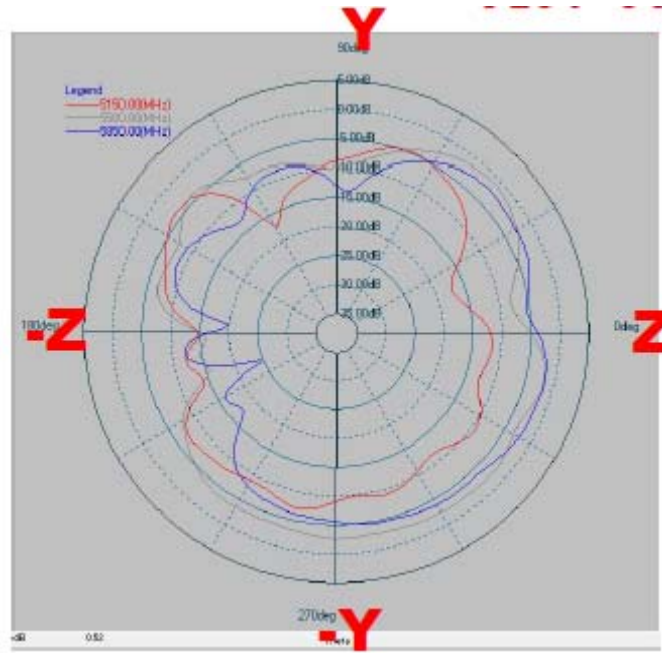 Y
90deg
Legend
5150.00(MHz)
5500.00(MHz)
5850.00(MHz)
5.00dB
0.00dB
5.00dB
10.00dB
15.00dB
20.00dB
25.00dB
30.00dB
35.00dB
180deg
-Z
0deg
Z
270deg
-Y
dB
0.52